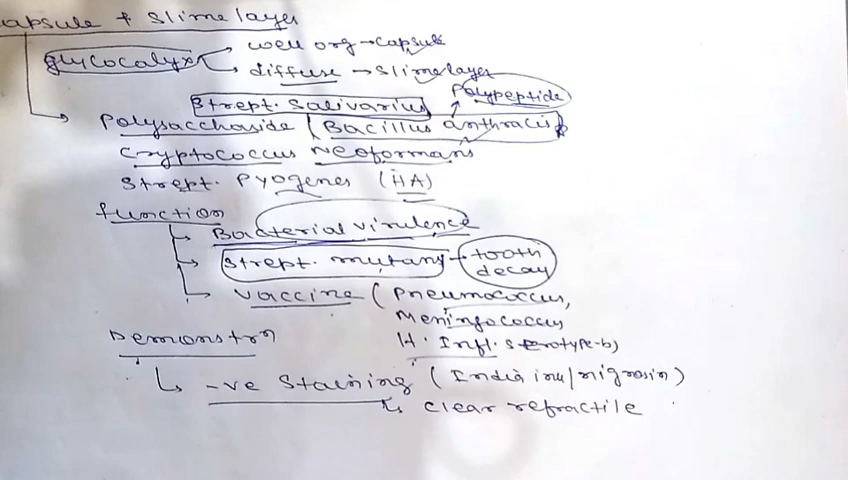 apsule + Slime layer
glycocalyx → well org → capsule
→ diffuse → slime layer
Polypeptide
Strept. Salivarius
Polysaccharide (Bacillus anthracis
Cryptococcus Neoformans
Strept. Pyogenes (HA)
function
Bacterial virulence
Strept. mutans → tooth decay
vaccine (Pneumococcus,
Meningococcus
H. Infl. Serotype-b)
Demonstrn
-ve Staining (India ink/nigrosin)
clear refractile